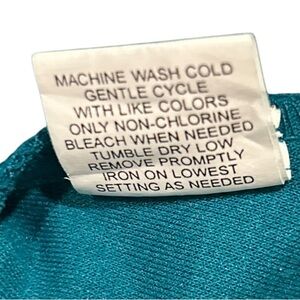 MACHINE WASH COLD
GENTLE CYCLE
WITH LIKE COLORS
ONLY NON-CHLORINE
BLEACH WHEN NEEDED
TUMBLE DRY LOW
REMOVE PROMPTLY
IRON ON LOWEST
SETTING AS NEEDED